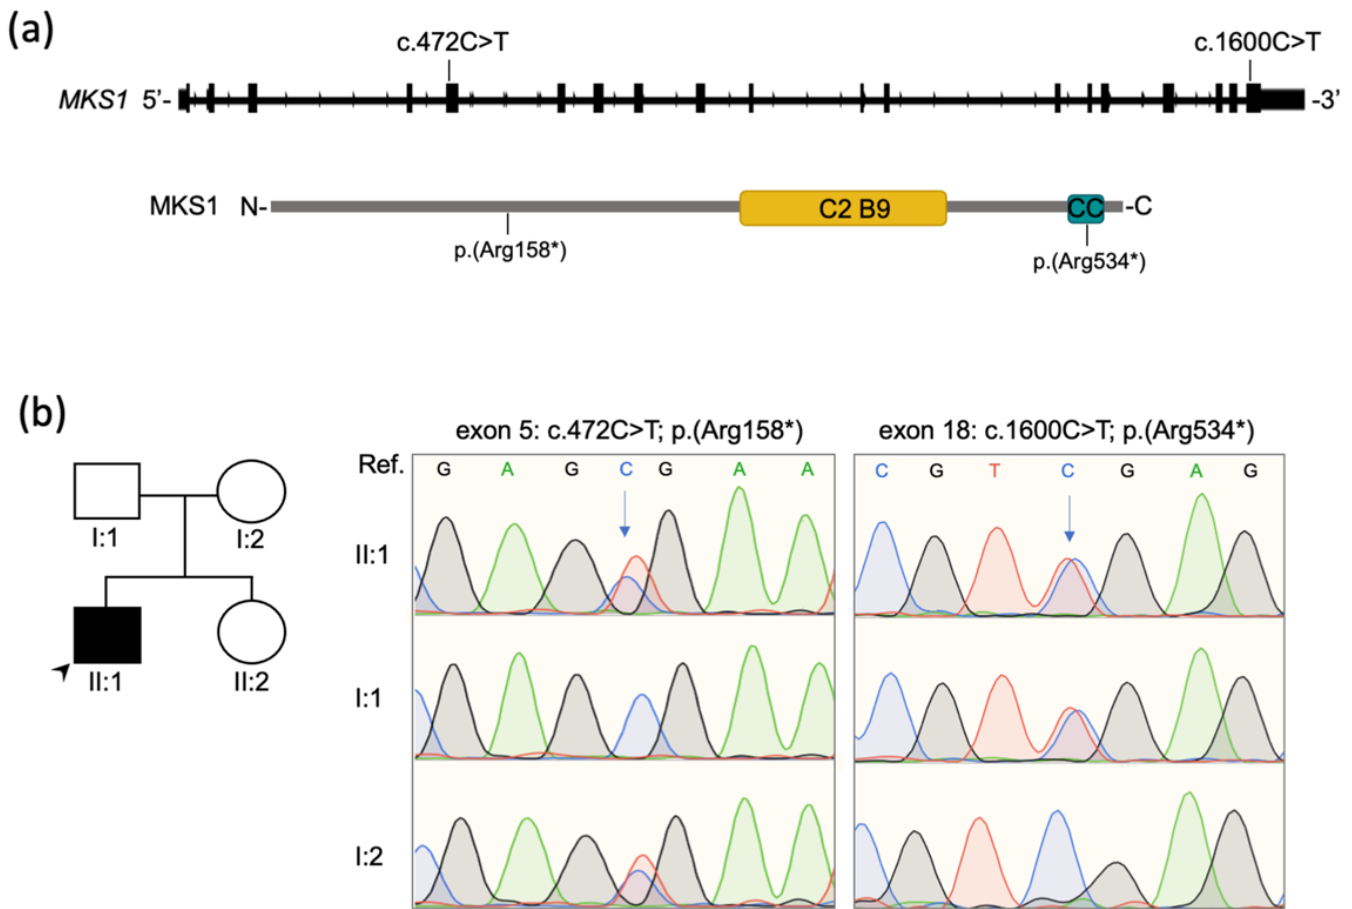 (a)
c.472C>T c.1600C>T
MKS1 5’- -3’
MKS1 N- C2 B9 CC -C
p.(Arg158*) p.(Arg534*)
(b)
exon 5: c.472C>T; p.(Arg158*) exon 18: c.1600C>T; p.(Arg534*)
Ref. G A G C G A A C G T C G A G
I:1 I:2
II:1
II:1 II:2
I:1
I:2